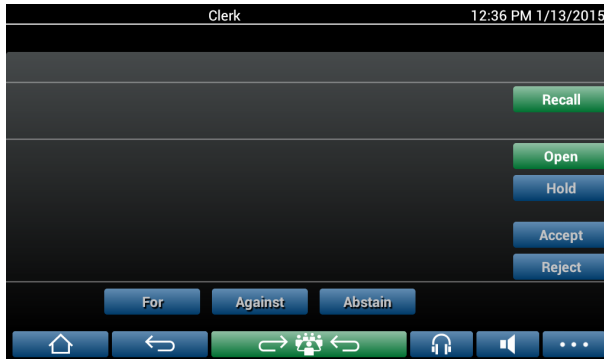 Clerk 12:36 PM 1/13/2015
Recall
Open
Hold
Accept
Reject
For Against Abstain